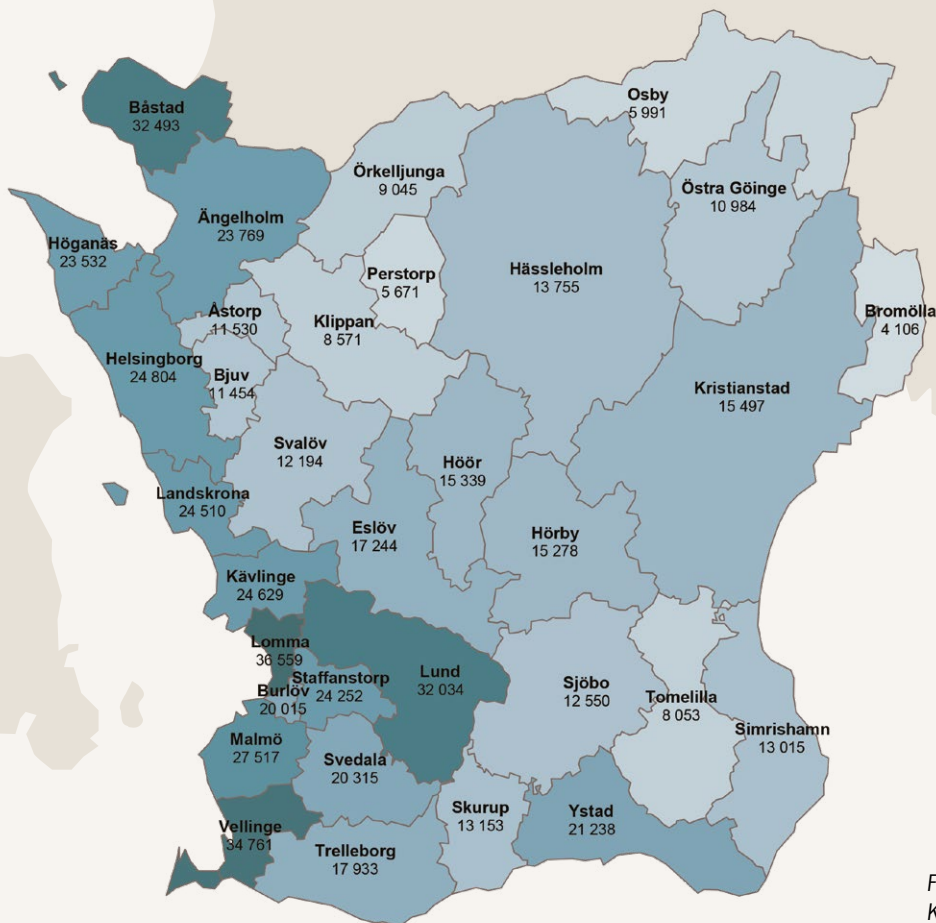 Osby
5 991
Båstad
32 493
Örkelljunga
9 045
Östra Göinge
10 984
Ängelholm
23 769
Höganäs
23 532
Perstorp
5 671
Hässleholm
13 755
Åstorp
11 530
Klippan
8 571
Bromölla
4 106
Helsingborg
24 804
Bjuv
11 454
Kristianstad
15 497
Svalöv
12 194
Höör
15 339
Landskrona
24 510
Eslöv
17 244
Hörby
15 278
Kävlinge
24 629
Lomma
36 559
Lund
32 034
Staffanstorp
24 252
Burlöv
20 015
Sjöbo
12 550
Tomelilla
8 053
Simrishamn
13 015
Malmö
27 517
Svedala
20 315
Skurup
13 153
Ystad
21 238
Vellinge
34 761
Trelleborg
17 933
F
K